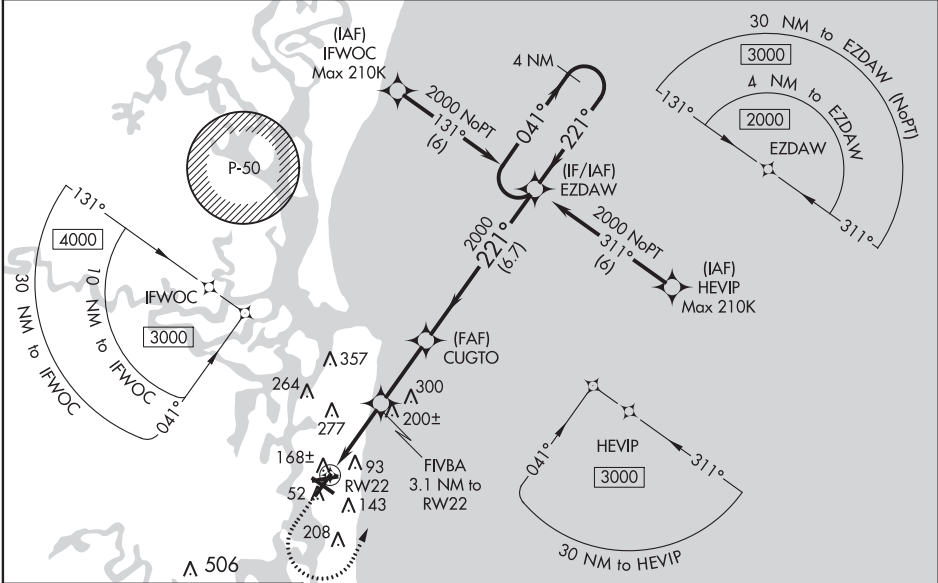 (IAF)
IFWOC
Max 210K
4 NM
2000 NoPT
131°
(6)
041°
221°
(IF/IAF)
EZDAW
2000 NoPT
311°
(6)
(IAF)
HEVIP
Max 210K
2000
221°
(6.7)
(FAF)
CUGTO
P-50
30 NM to EZDAW (NoPT)
3000
4 NM to EZDAW
2000
131°
EZDAW
311°
131°
4000
10 NM to IFWOC
IFWOC
3000
30 NM to IFWOC
041°
357
264
277
300
200±
168±
93
RW22
52
143
208
506
FIVBA
3.1 NM to
RW22
HEVIP
041°
3000
311°
30 NM to HEVIP